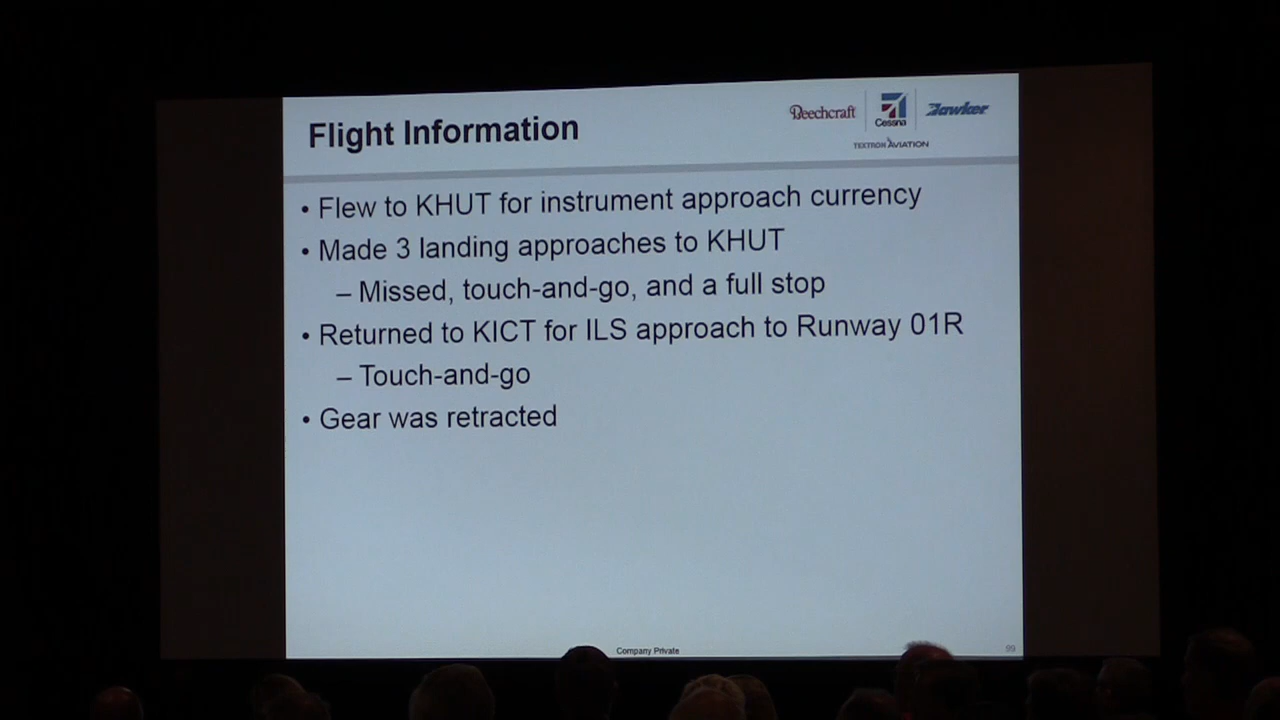 Flight Information
Beechcraft
Cessna
Hawker
TEXTRON AVIATION
• Flew to KHUT for instrument approach currency
• Made 3 landing approaches to KHUT
– Missed, touch-and-go, and a full stop
• Returned to KICT for ILS approach to Runway 01R
– Touch-and-go
• Gear was retracted
Company Private
99